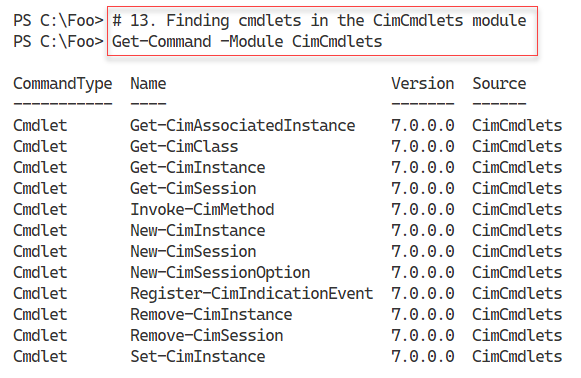 PS C:\Foo> # 13. Finding cmdlets in the CimCmdlets module
PS C:\Foo> Get-Command -Module CimCmdlets
CommandType Name Version Source
----------- ---- ------- ------
Cmdlet Get-CimAssociatedInstance 7.0.0.0 CimCmdlets
Cmdlet Get-CimClass 7.0.0.0 CimCmdlets
Cmdlet Get-CimInstance 7.0.0.0 CimCmdlets
Cmdlet Get-CimSession 7.0.0.0 CimCmdlets
Cmdlet Invoke-CimMethod 7.0.0.0 CimCmdlets
Cmdlet New-CimInstance 7.0.0.0 CimCmdlets
Cmdlet New-CimSession 7.0.0.0 CimCmdlets
Cmdlet New-CimSessionOption 7.0.0.0 CimCmdlets
Cmdlet Register-CimIndicationEvent 7.0.0.0 CimCmdlets
Cmdlet Remove-CimInstance 7.0.0.0 CimCmdlets
Cmdlet Remove-CimSession 7.0.0.0 CimCmdlets
Cmdlet Set-CimInstance 7.0.0.0 CimCmdlets